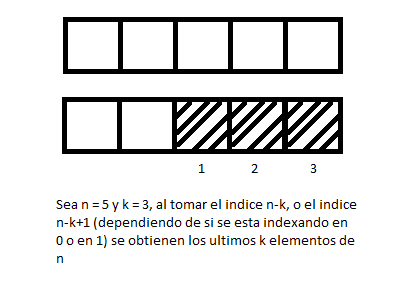 1 2 3
Sea n = 5 y k = 3, al tomar el indice n-k, o el indice
n-k+1 (dependiendo de si se esta indexando en
0 o en 1) se obtienen los ultimos k elementos de
n